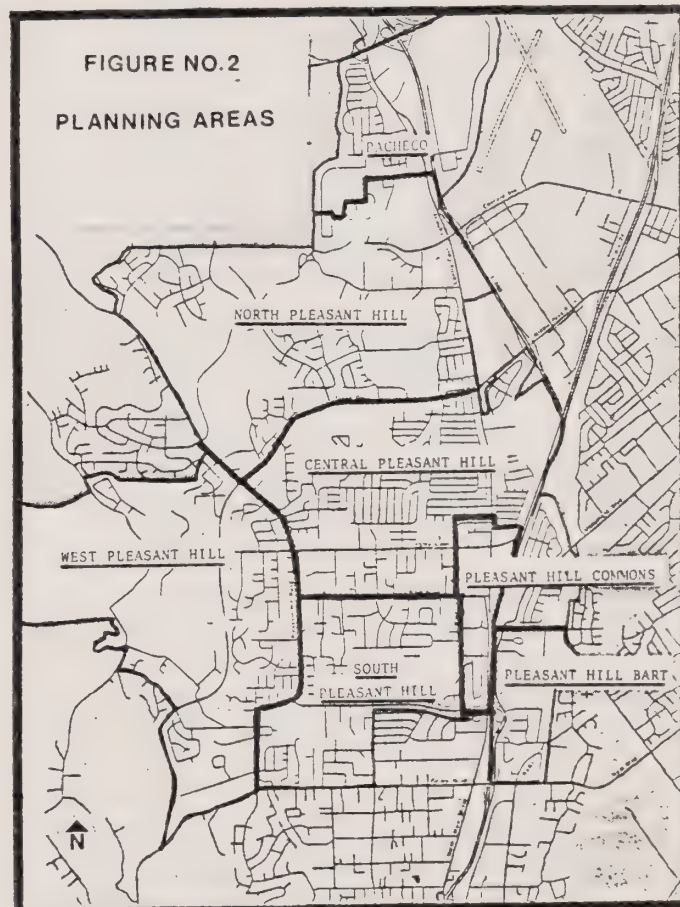 FIGURE NO.2
PLANNING AREAS
PACHECO
NORTH PLEASANT HILL
CENTRAL PLEASANT HILL
WEST PLEASANT HILL
PLEASANT HILL COMMONS
SOUTH
PLEASANT HILL
PLEASANT HILL BART
N